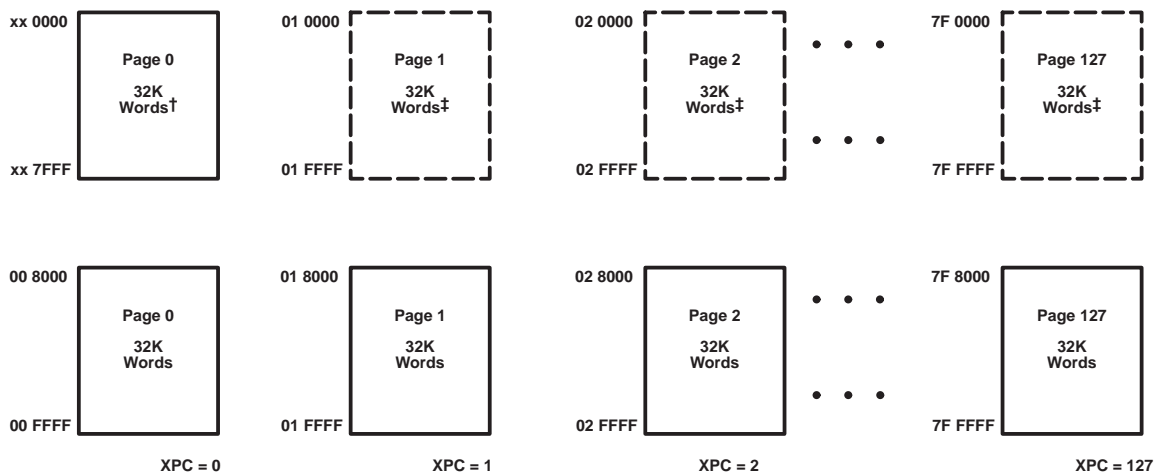 xx 0000
Page 0
32K
Words†
xx 7FFF
01 0000
Page 1
32K
Words‡
01 FFFF
02 0000
Page 2
32K
Words‡
02 FFFF
• • •
• • •
7F 0000
Page 127
32K
Words‡
7F FFFF
00 8000
Page 0
32K
Words
00 FFFF
XPC = 0
01 8000
Page 1
32K
Words
01 FFFF
XPC = 1
02 8000
Page 2
32K
Words
02 FFFF
XPC = 2
• • •
• • •
7F 8000
Page 127
32K
Words
7F FFFF
XPC = 127